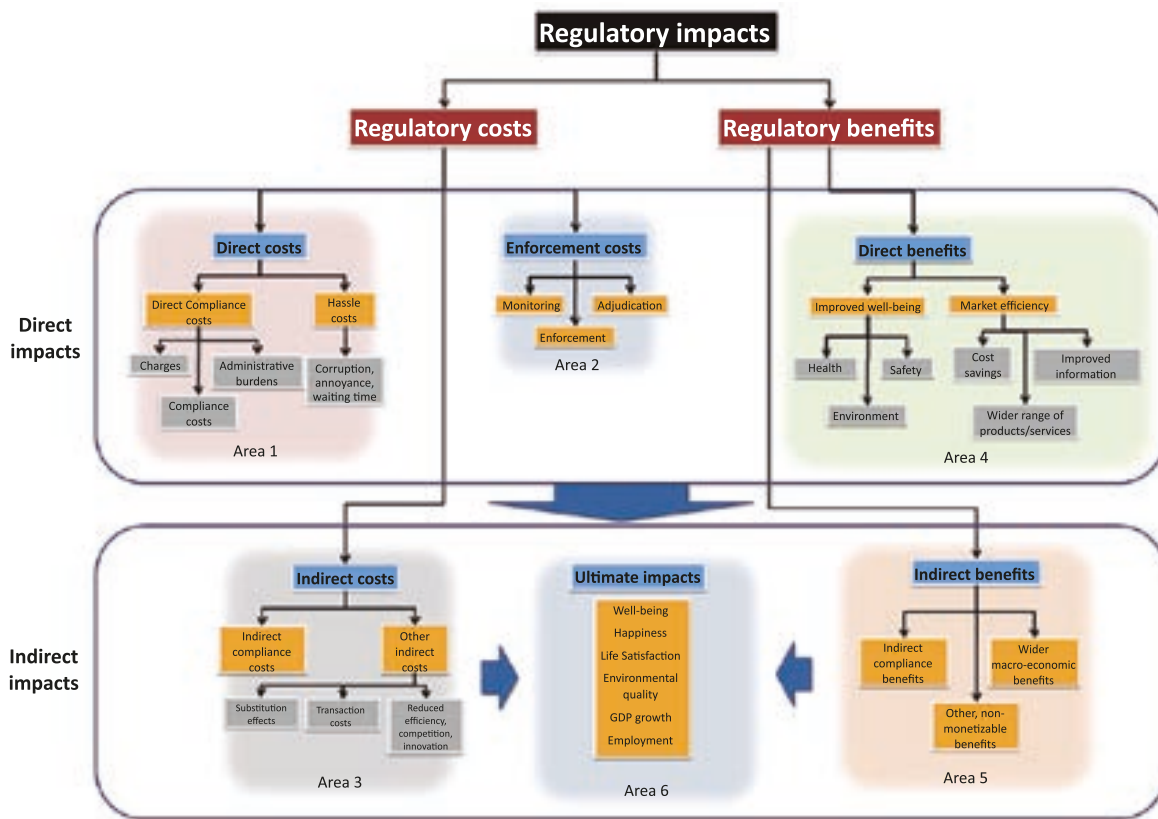 Regulatory impacts
Regulatory costs
Regulatory benefits
Direct
impacts
Direct costs
Direct Compliance
costs
Hassle
costs
Charges
Administrative
burdens
Compliance
costs
Corruption,
annoyance,
waiting time
Area 1
Enforcement costs
Monitoring
Adjudication
Enforcement
Area 2
Direct benefits
Improved well-being
Market efficiency
Health
Safety
Environment
Cost
savings
Improved
information
Wider range of
products/services
Area 4
Indirect
impacts
Indirect costs
Indirect
compliance
costs
Other
indirect
costs
Substitution
effects
Transaction
costs
Reduced
efficiency,
competition,
innovation
Area 3
Ultimate impacts
Well-being
Happiness
Life Satisfaction
Environmental
quality
GDP growth
Employment
Area 6
Indirect benefits
Indirect
compliance
benefits
Wider
macro-economic
benefits
Other, non-
monetizable
benefits
Area 5